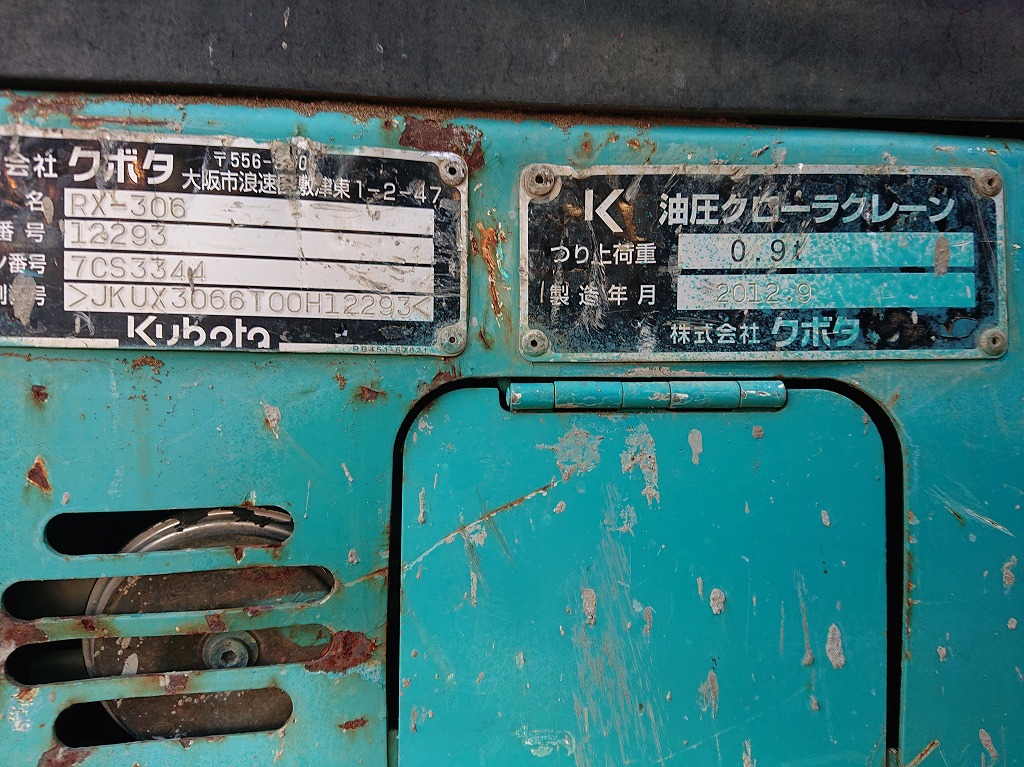 会社 クボタ 〒556-
大阪市浪速 敷津東1-2-47
名 RX-306
番号 12293
番号 7CS3344
号 >JKUX3066T00H12293<
Kubota
油圧クローラクレーン
つり上荷重 0.9t
製造年月 2012.9
株式会社 クボタ